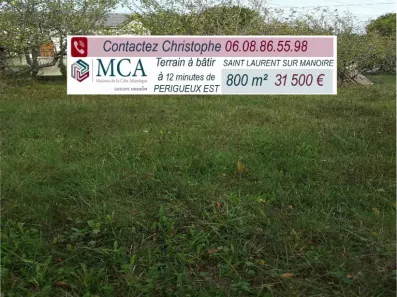 Contactez Christophe 06.08.86.55.98
MCA
Maisons de la Côte Atlantique
Terrain à bâtir
à 12 minutes de
PERIGUEUX EST
SAINT LAURENT SUR MANOIRE
800 m² 31 500 €